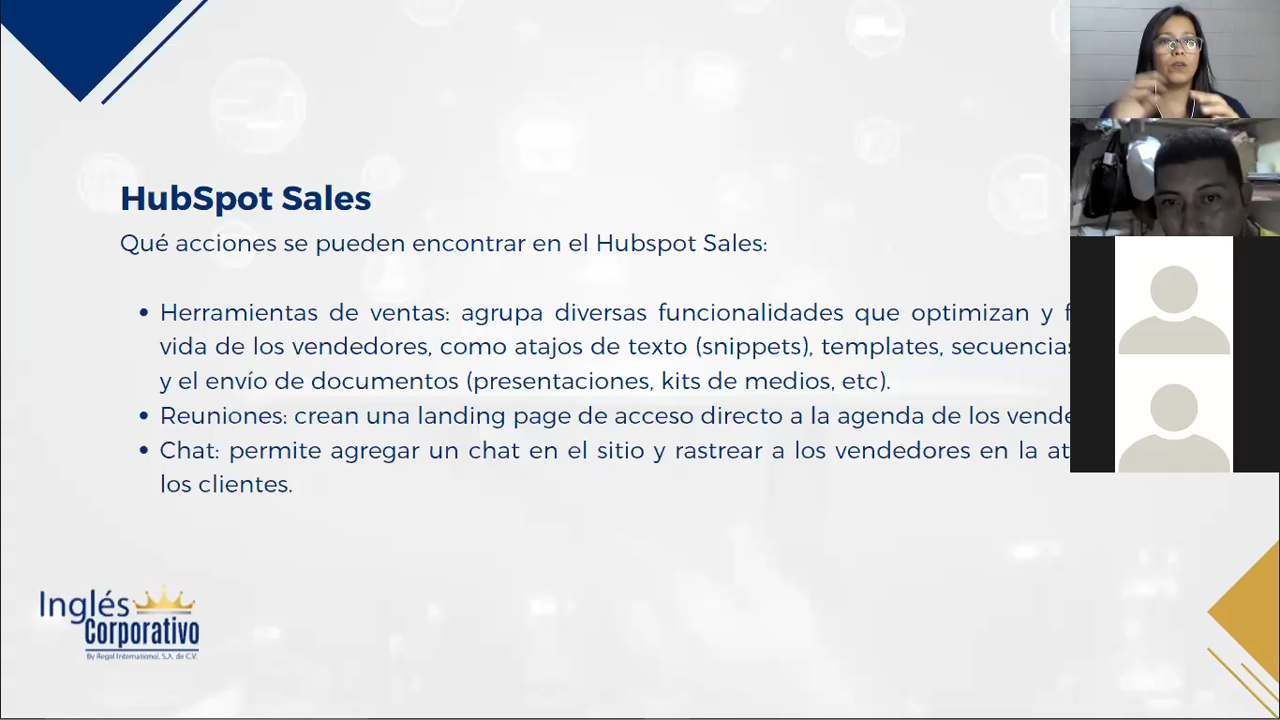 HubSpot Sales
Qué acciones se pueden encontrar en el Hubspot Sales:
Herramientas de ventas: agrupa diversas funcionalidades que optimizan y
vida de los vendedores, como atajos de texto (snippets), templates, secuencias
y el envío de documentos (presentaciones, kits de medios, etc).
Reuniones: crean una landing page de acceso directo a la agenda de los
Chat: permite agregar un chat en el sitio y rastrear a los vendedores en la
los clientes.
Inglés
Corporativo
By Regal International, S.A. de C.V.